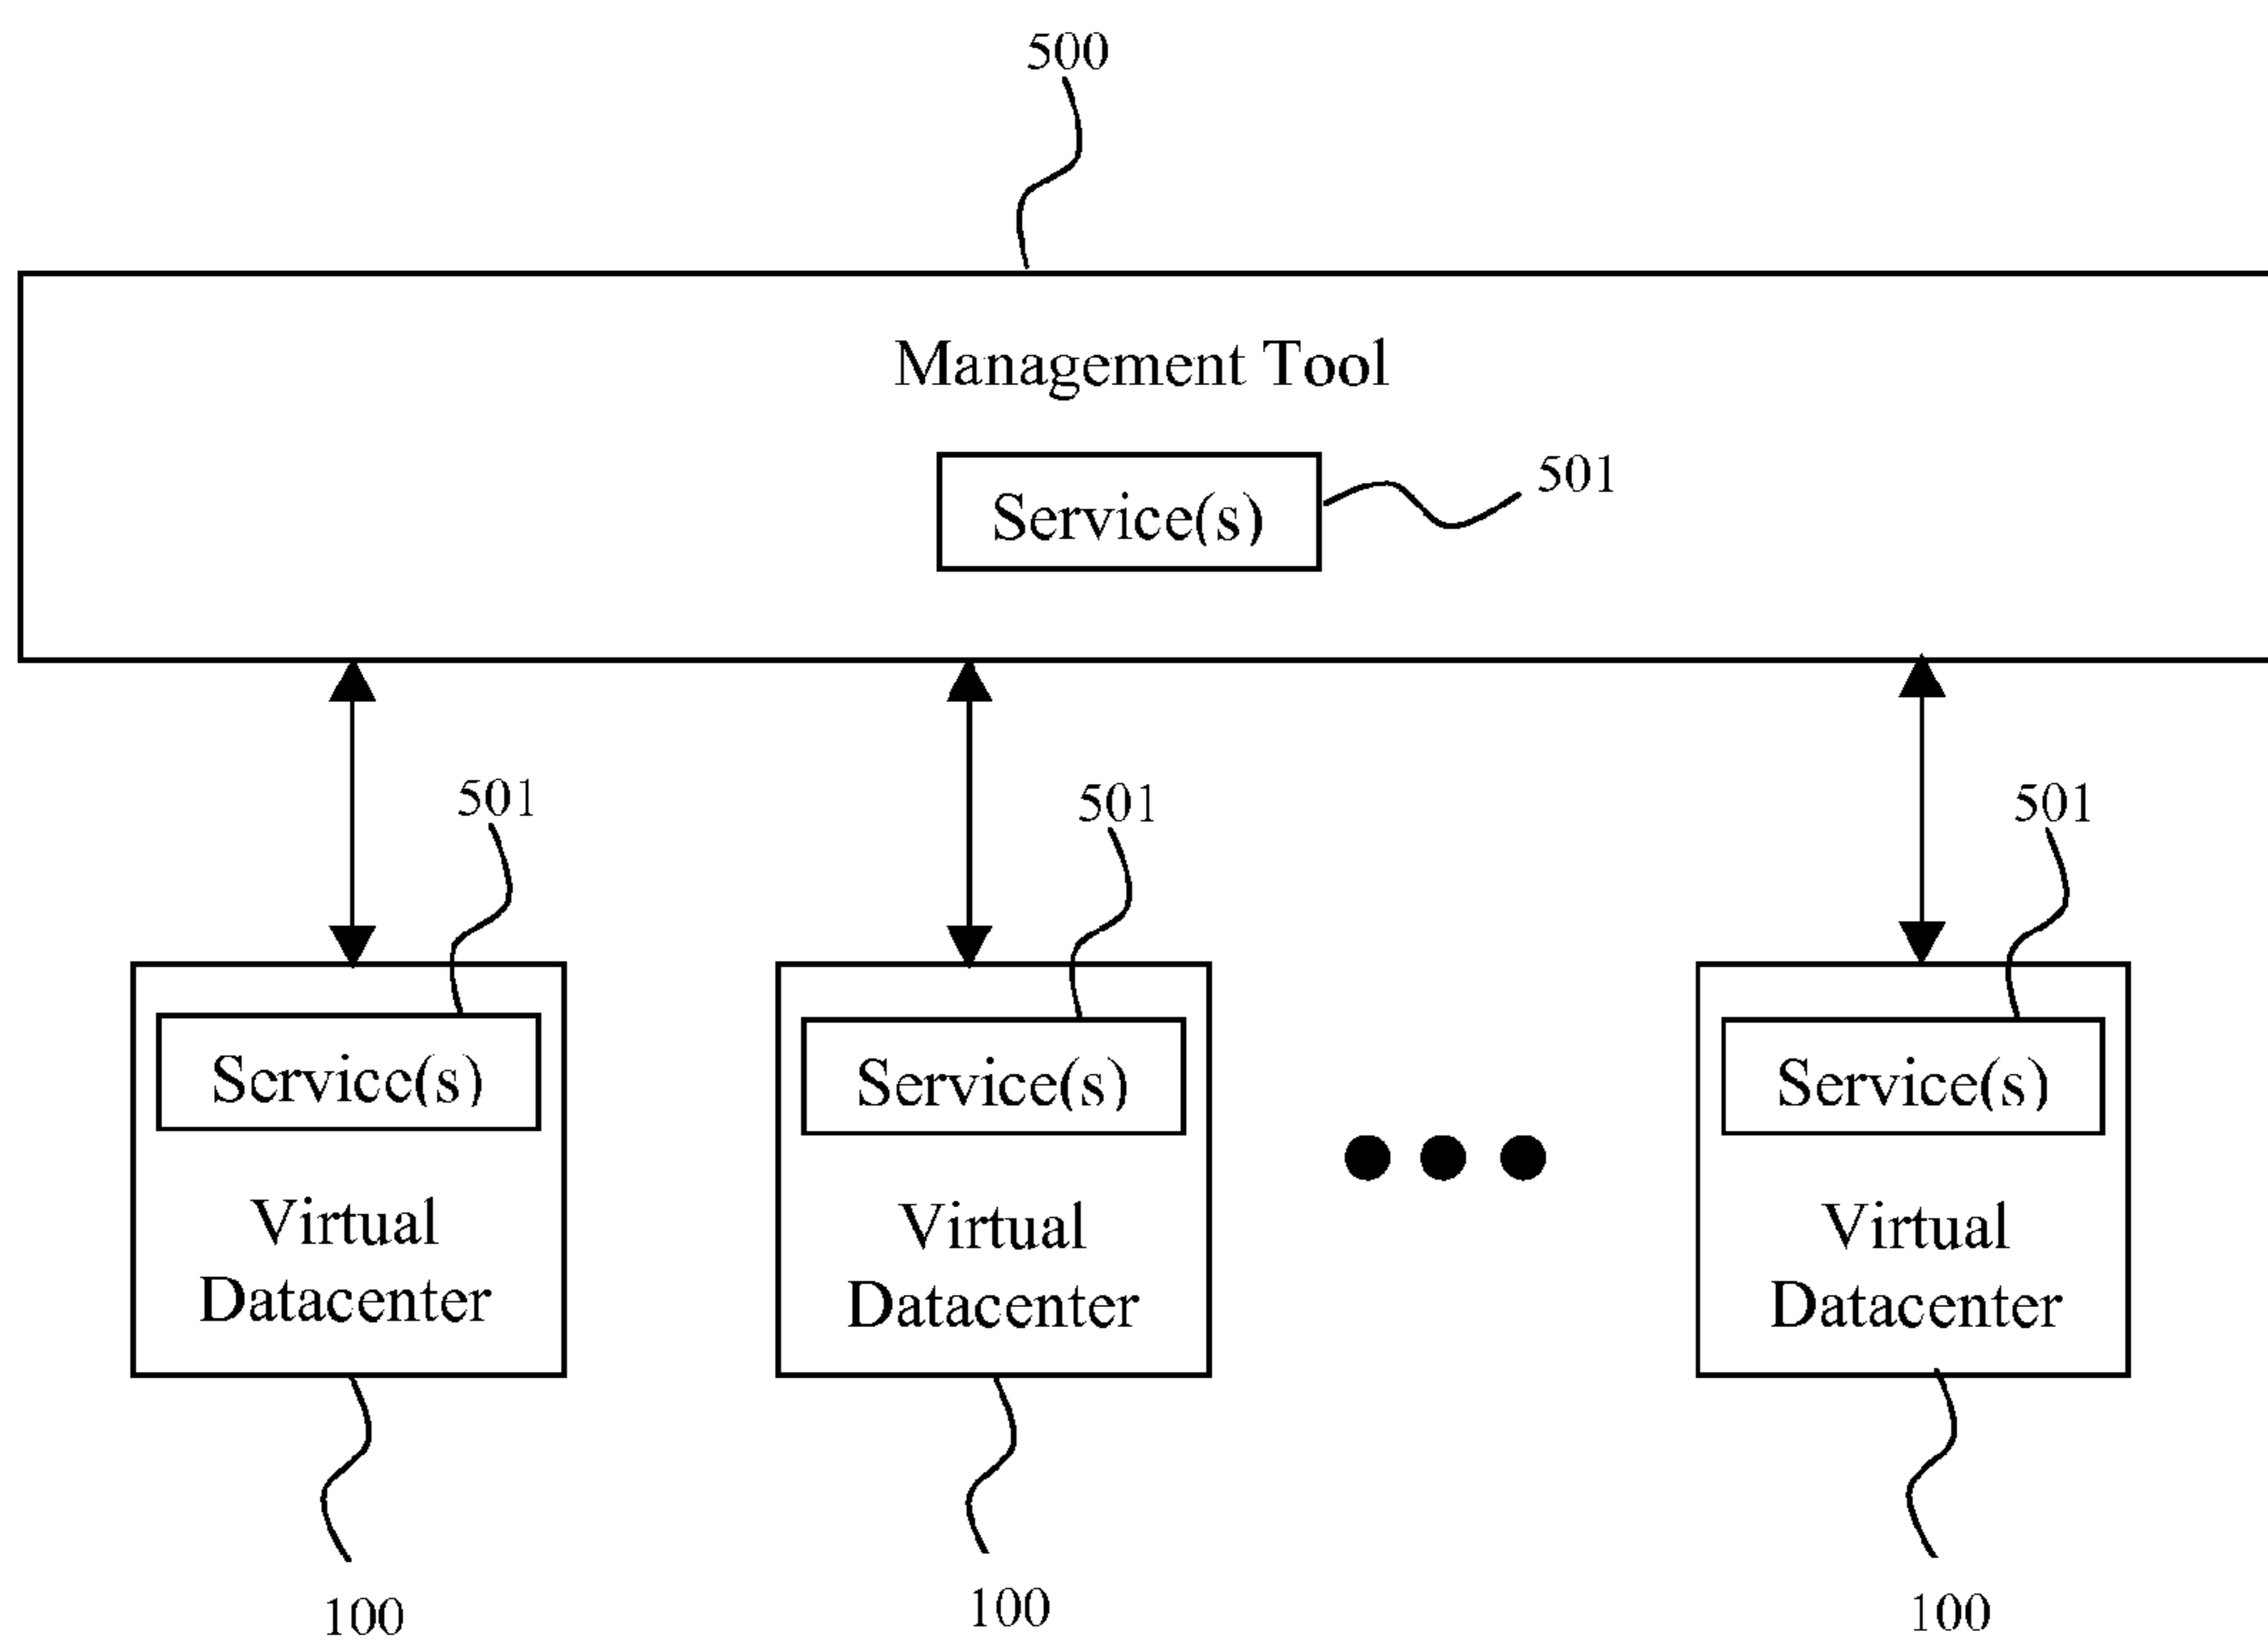 500
Management Tool
Service(s)
501
501
501
501
Service(s)
Service(s)
Service(s)
Virtual
Datacenter
Virtual
Datacenter
Virtual
Datacenter
100
100
100